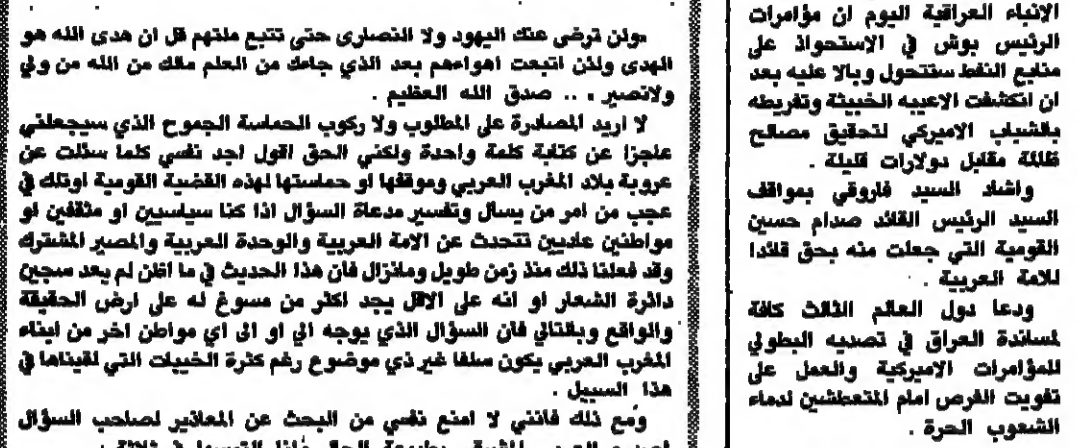 الانباء العراقية اليوم ان مؤامرات
الرئيس بوش في الاستحواذ على
منابع النفط ستتحول وبالا عليه بعد
ان انكشفت الاعيبه الخبيثة وتفريطه
بالشباب الاميركي لتحقيق مصالح
ظالمة مقابل دولارات قليلة .
واشاد السيد فاروقي بمواقف
السيد الرئيس القائد صدام حسين
القومية التي جعلت منه بحق قائدا
للامة العربية .
ودعا دول العالم الثالث كافة
لمساندة العراق في تصديه البطولي
للمؤامرات الاميركية والعمل على
تفويت الفرص امام المتعطشين لدماء
الشعوب الحرة .
«ولن ترضى عنك اليهود ولا النصارى حتى تتبع ملتهم قل ان هدى الله هو
الهدى ولئن اتبعت اهواءهم بعد الذي جاءك من العلم مالك من الله من ولي
ولانصير » .. صدق الله العظيم .
لا اريد المصادرة على المطلوب ولا ركوب الحماسة الجموح الذي سيجعلني
عاجزا عن كتابة كلمة واحدة ولكني الحق اقول اجد نفسي كلما سئلت عن
عروبة بلاد المغرب العربي وموقفها او حماستها لهذه القضية القومية اوتلك في
عجب من امر من يسال وتفسير مدعاة السؤال اذا كنا سياسيين او مثقفين او
مواطنين عاديين نتحدث عن الامة العربية والوحدة العربية والمصير المشترك
وقد فعلنا ذلك منذ زمن طويل ومانزال فان هذا الحديث في ما اظن لم يعد سجين
دائرة الشعار او انه على الاقل يجد اكثر من مسوغ له على ارض الحقيقة
والواقع وبالتالي فان السؤال الذي يوجه الي او الى اي مواطن اخر من ابناء
المغرب العربي يكون سلفا غير ذي موضوع رغم كثرة الخيبات التي لقيناها في
هذا السبيل .
ومع ذلك فانني لا امنع نفسي من البحث عن المعاذير لصاحب السؤال